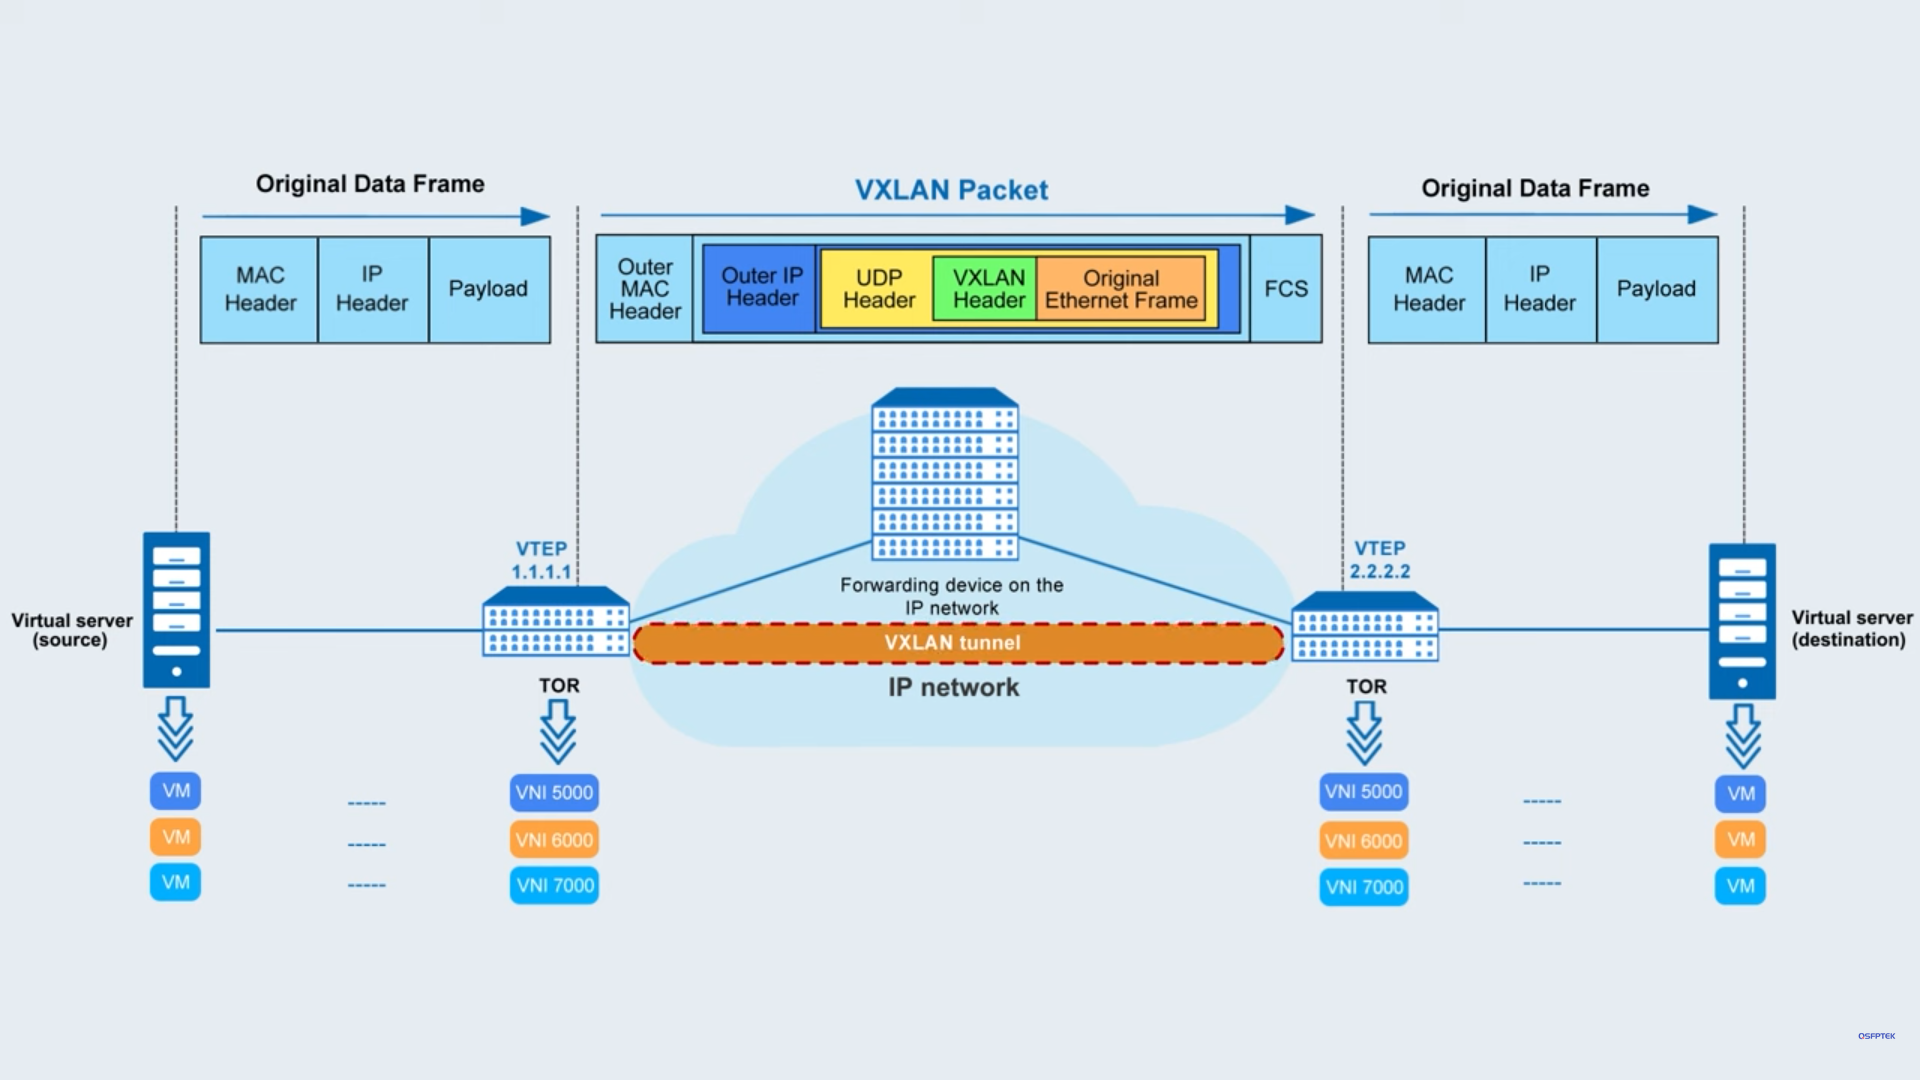 Original Data Frame
VXLAN Packet
Original Data Frame
MAC
Header
IP
Header
Payload
Outer
MAC
Header
Outer IP
Header
UDP
Header
VXLAN
Header
Original
Ethernet Frame
FCS
MAC
Header
IP
Header
Payload
VTEP
1.1.1.1
VTEP
2.2.2.2
Forwarding device on the
IP network
Virtual server
(source)
VXLAN tunnel
Virtual server
(destination)
IP network
TOR
TOR
VM
VNI 5000
VNI 5000
VM
VM
VNI 6000
VNI 6000
VM
VM
VNI 7000
VNI 7000
VM
OSFPTEK